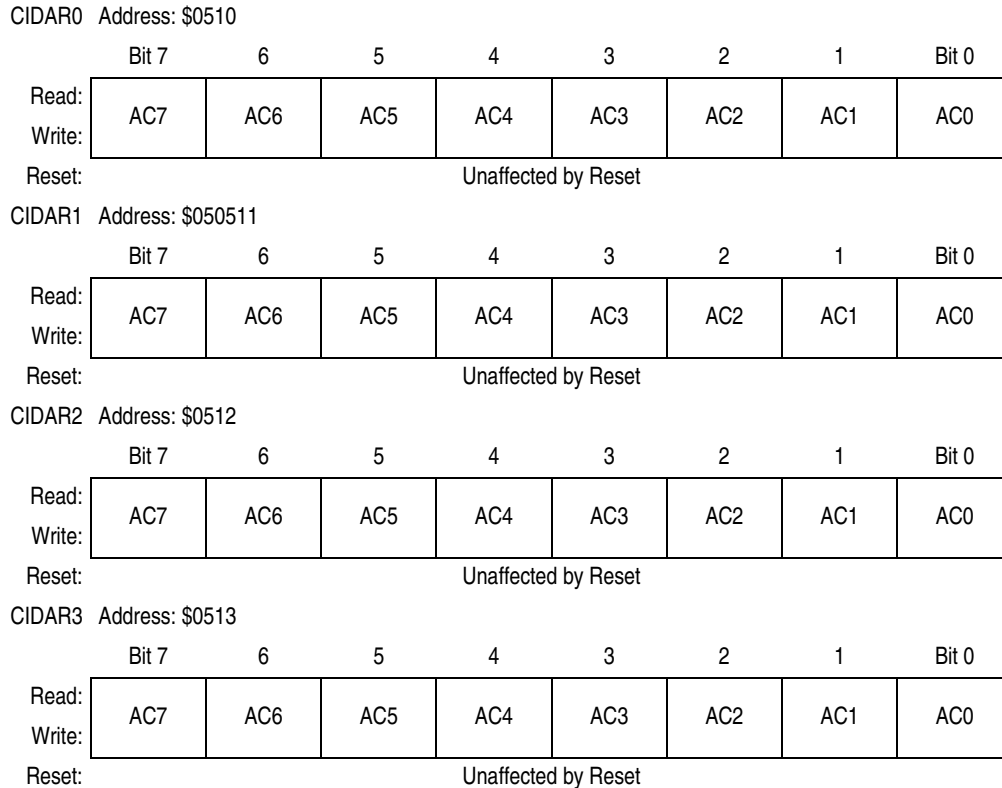 CIDAR0 Address: $0510
Bit 7 6 5 4 3 2 1 Bit 0
Read:
AC7 AC6 AC5 AC4 AC3 AC2 AC1 AC0
Write:
Reset: Unaffected by Reset
CIDAR1 Address: $050511
Bit 7 6 5 4 3 2 1 Bit 0
Read:
AC7 AC6 AC5 AC4 AC3 AC2 AC1 AC0
Write:
Reset: Unaffected by Reset
CIDAR2 Address: $0512
Bit 7 6 5 4 3 2 1 Bit 0
Read:
AC7 AC6 AC5 AC4 AC3 AC2 AC1 AC0
Write:
Reset: Unaffected by Reset
CIDAR3 Address: $0513
Bit 7 6 5 4 3 2 1 Bit 0
Read:
AC7 AC6 AC5 AC4 AC3 AC2 AC1 AC0
Write:
Reset: Unaffected by Reset